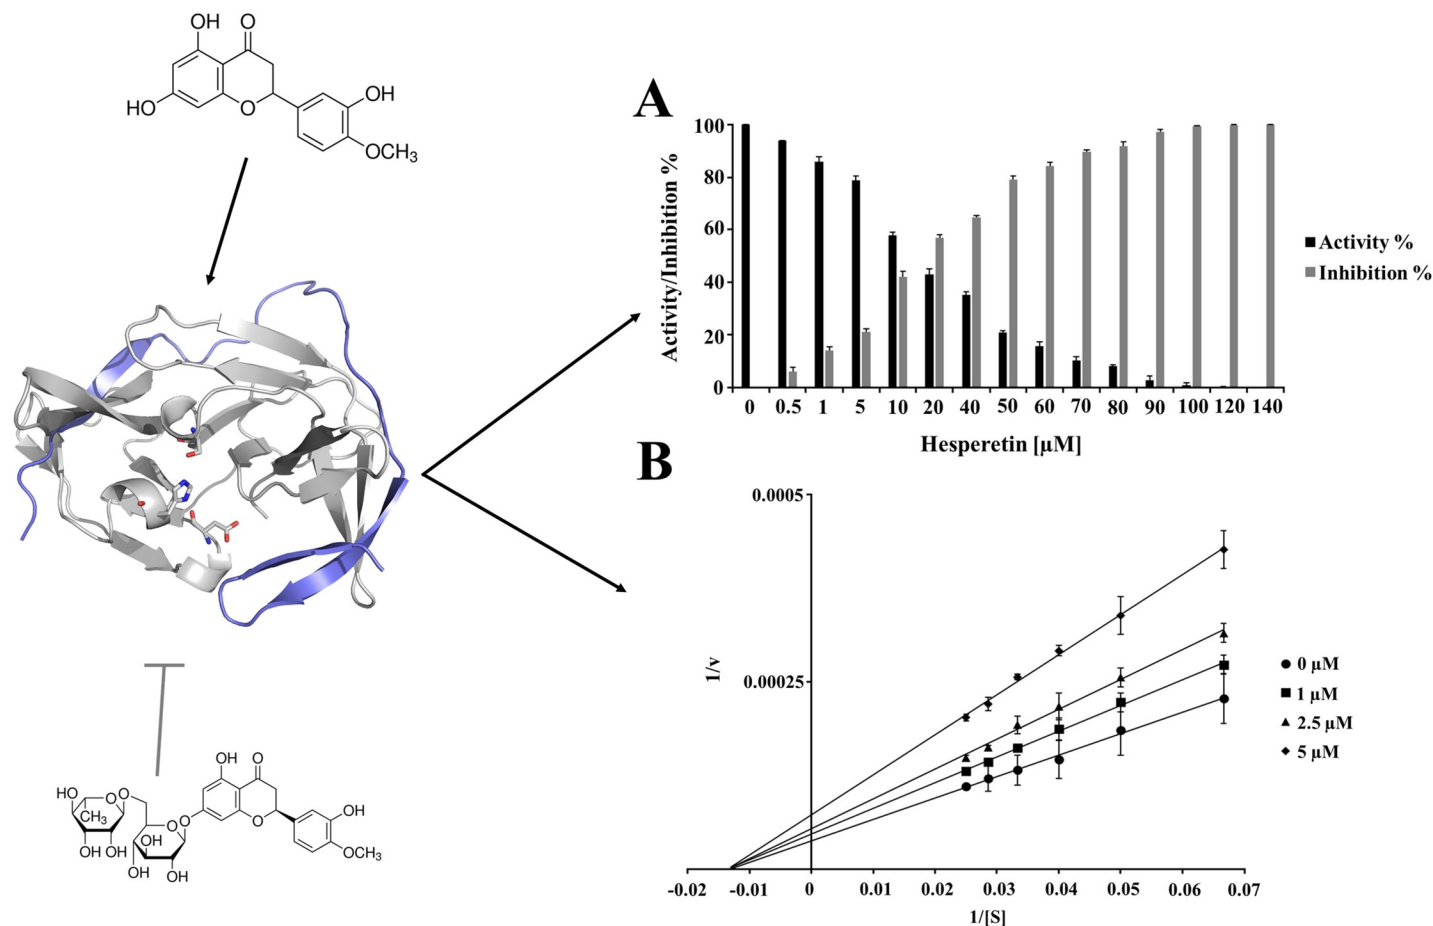 OH O
HO
O
OH
OCH3
A
Activity/Inhibition %
100
80
60
40
20
0
0 0.5 1 5 10 20 40 50 60 70 80 90 100 120 140
Hesperetin [µM]
Activity %
Inhibition %
B
1/v
0.0005
0.00025
-0.02 -0.01 0 0.01 0.02 0.03 0.04 0.05 0.06 0.07
1/[S]
0 µM
1 µM
2.5 µM
5 µM
OH O
HO O
CH3 O O O OH
OH OH OH OCH3
OH OH